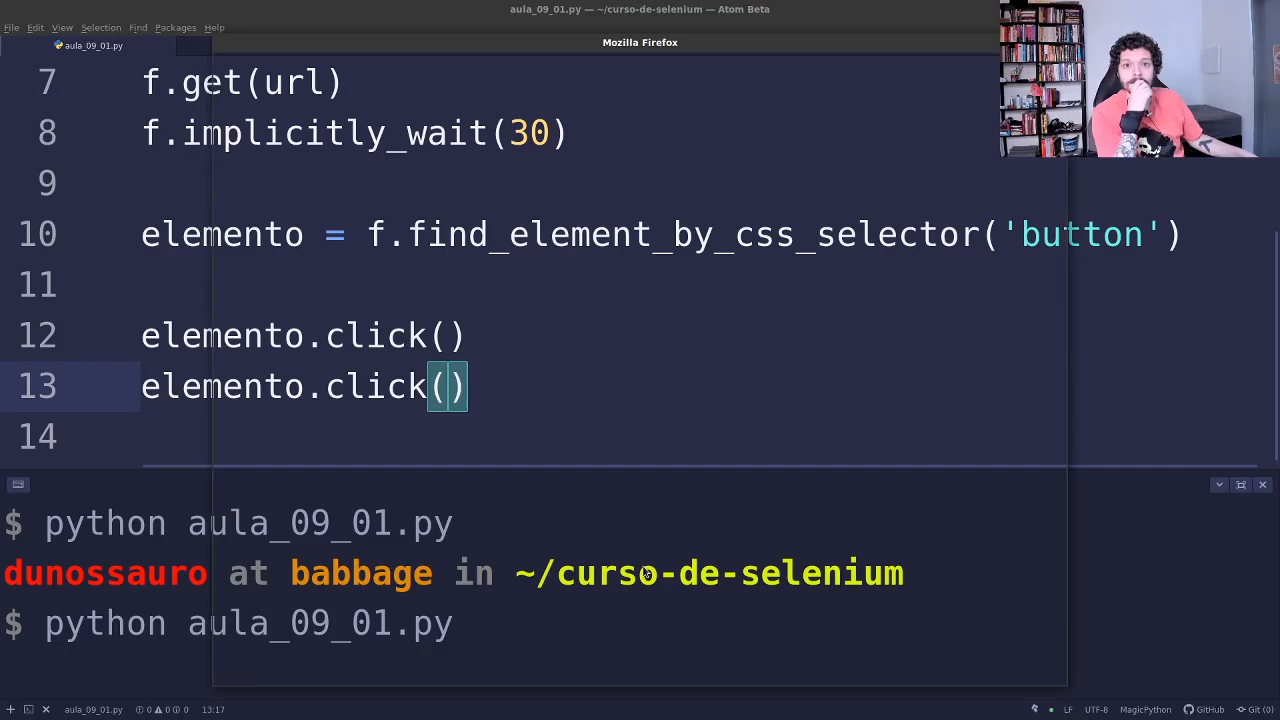 aula_09_01.py — ~/curso-de-selenium — Atom Beta
File Edit View Selection Find Packages
aula_09_01.py
Mozilla Firefox
7 f.get(url)
8 f.implicitly_wait(30)
9
10 elemento = f.find_element_by_css_selector('button')
11
12 elemento.click()
13 elemento.click()
14
$ python aula_09_01.py
dunossauro at babbage in ~/curso-de-selenium
$ python aula_09_01.py
aula_09_01.py 0 0 0 13:17 LF UTF-8 MagicPython GitHub Git (0)